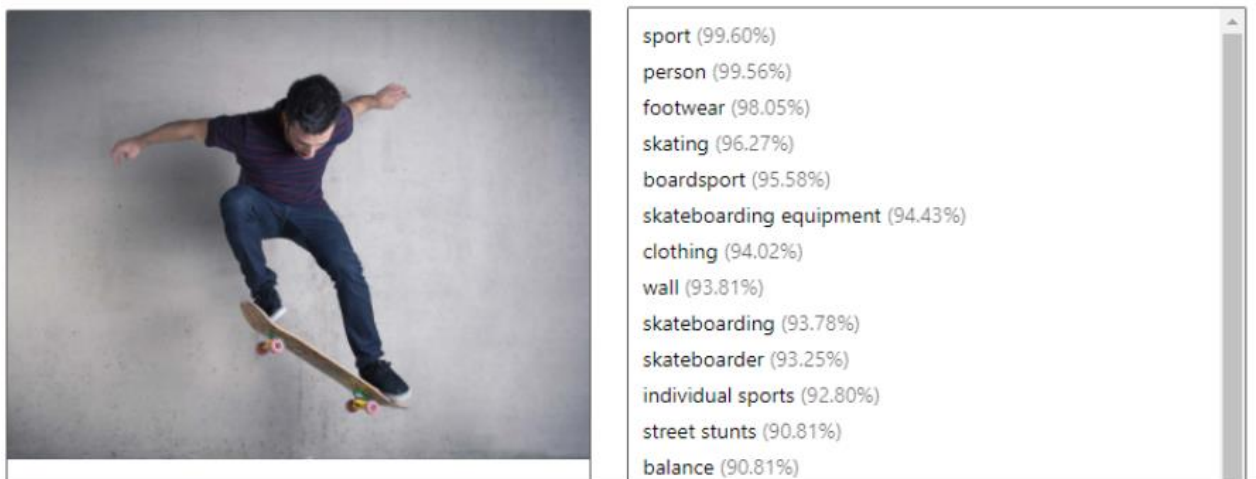 sport (99.60%)
person (99.56%)
footwear (98.05%)
skating (96.27%)
boardsport (95.58%)
skateboarding equipment (94.43%)
clothing (94.02%)
wall (93.81%)
skateboarding (93.78%)
skateboarder (93.25%)
individual sports (92.80%)
street stunts (90.81%)
balance (90.81%)